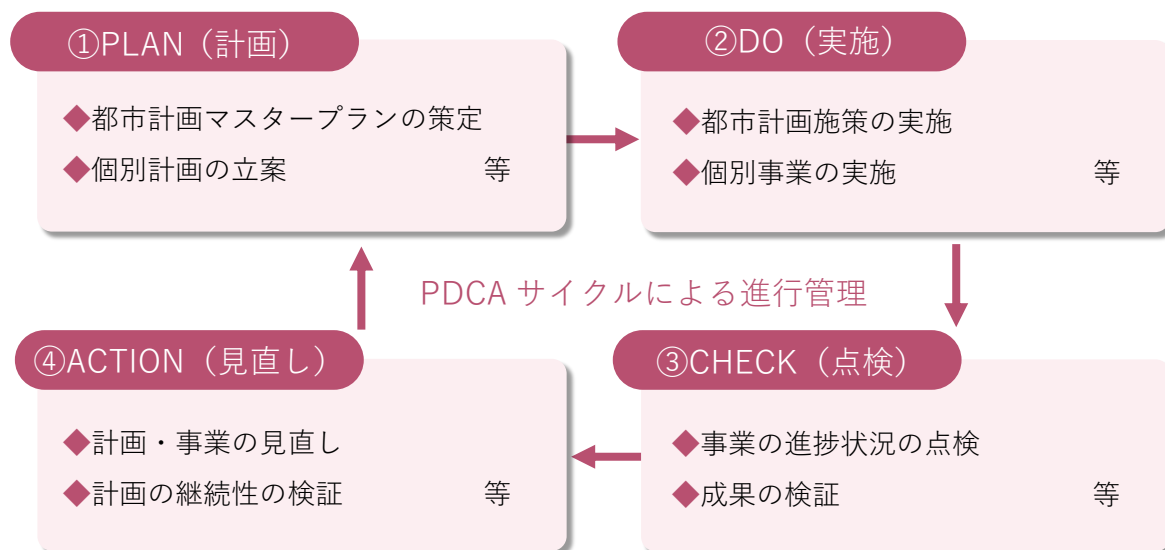 ①PLAN（計画）
◆都市計画マスタープランの策定
◆個別計画の立案 等
②DO（実施）
◆都市計画施策の実施
◆個別事業の実施 等
PDCA サイクルによる進行管理
③CHECK（点検）
◆事業の進捗状況の点検
◆成果の検証 等
④ACTION（見直し）
◆計画・事業の見直し
◆計画の継続性の検証 等